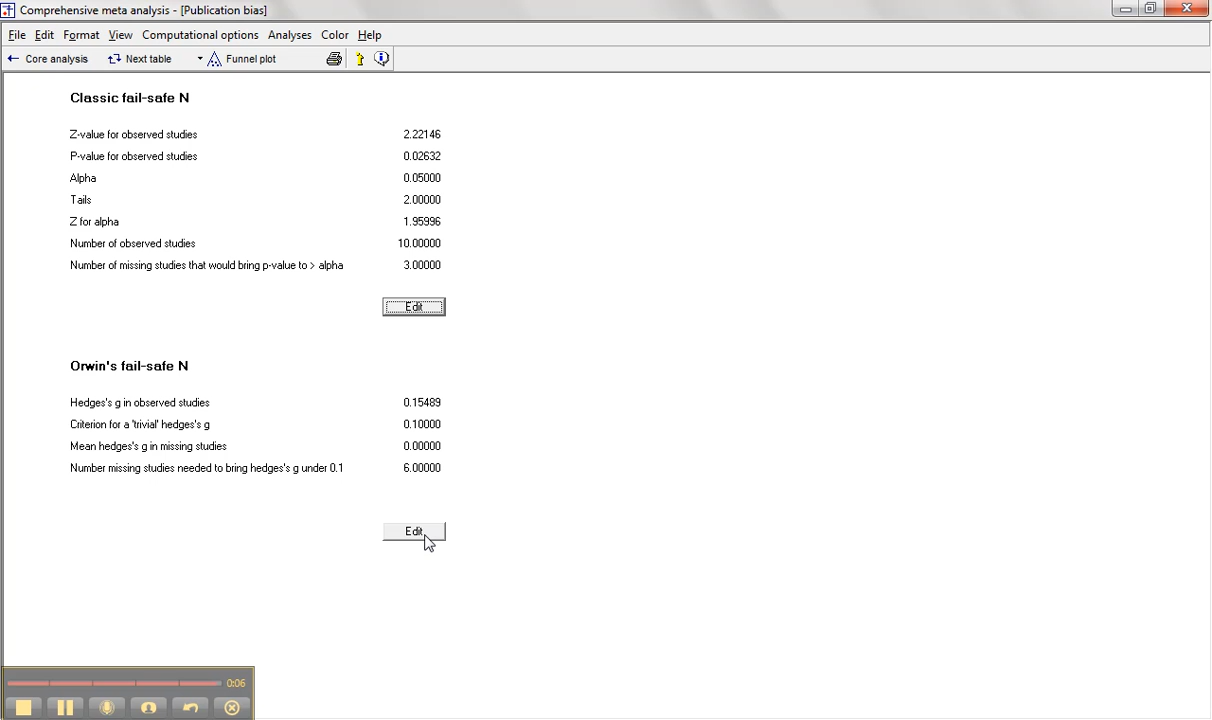 Comprehensive meta analysis - [Publication bias]
File Edit Format View Computational options Analyses Color Help
Core analysis Next table Funnel plot
Classic fail-safe N
Z-value for observed studies 2.22146
P-value for observed studies 0.02632
Alpha 0.05000
Tails 2.00000
Z for alpha 1.95996
Number of observed studies 10.00000
Number of missing studies that would bring p-value to > alpha 3.00000
Edit
Orwin's fail-safe N
Hedges's g in observed studies 0.15489
Criterion for a 'trivial' hedges's g 0.10000
Mean hedges's g in missing studies 0.00000
Number missing studies needed to bring hedges's g under 0.1 6.00000
Edit
0:06